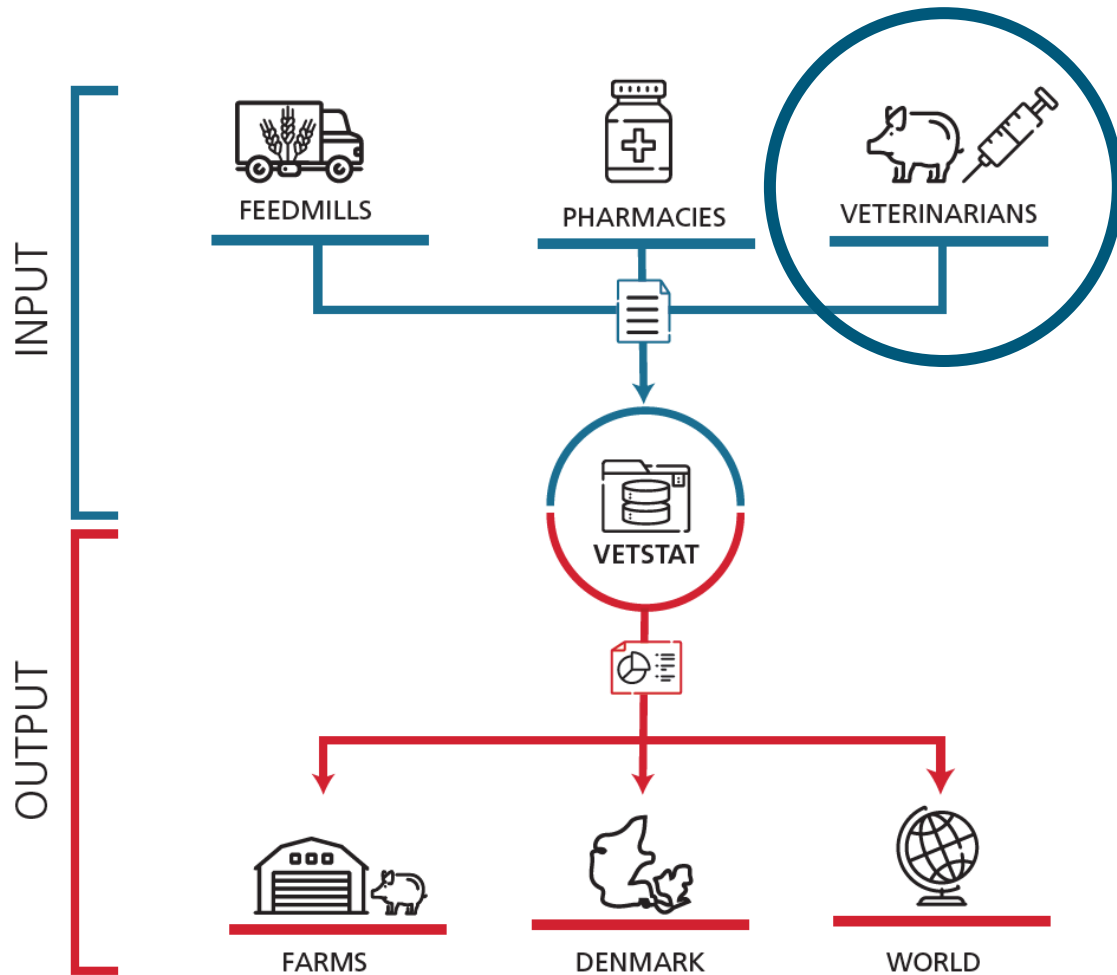 INPUT
FEEDMILLS
PHARMACIES
VETERINARIANS
VETSTAT
OUTPUT
FARMS
DENMARK
WORLD